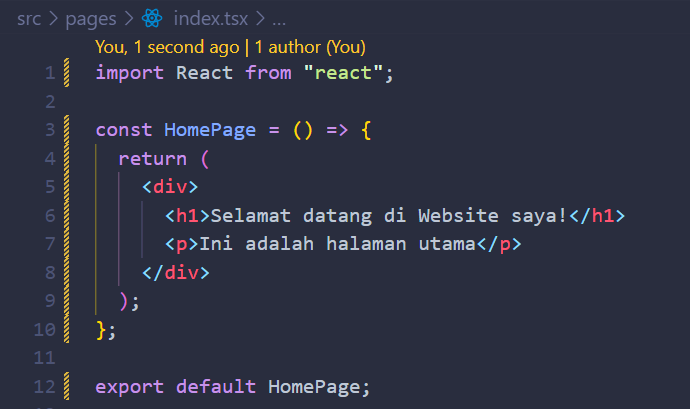 src > pages > index.tsx > ...
You, 1 second ago | 1 author (You)
1 import React from "react";
2
3 const HomePage = () => {
4 return (
5 <div>
6 <h1>Selamat datang di Website saya!</h1>
7 <p>Ini adalah halaman utama</p>
8 </div>
9 );
10 };
11
12 export default HomePage;